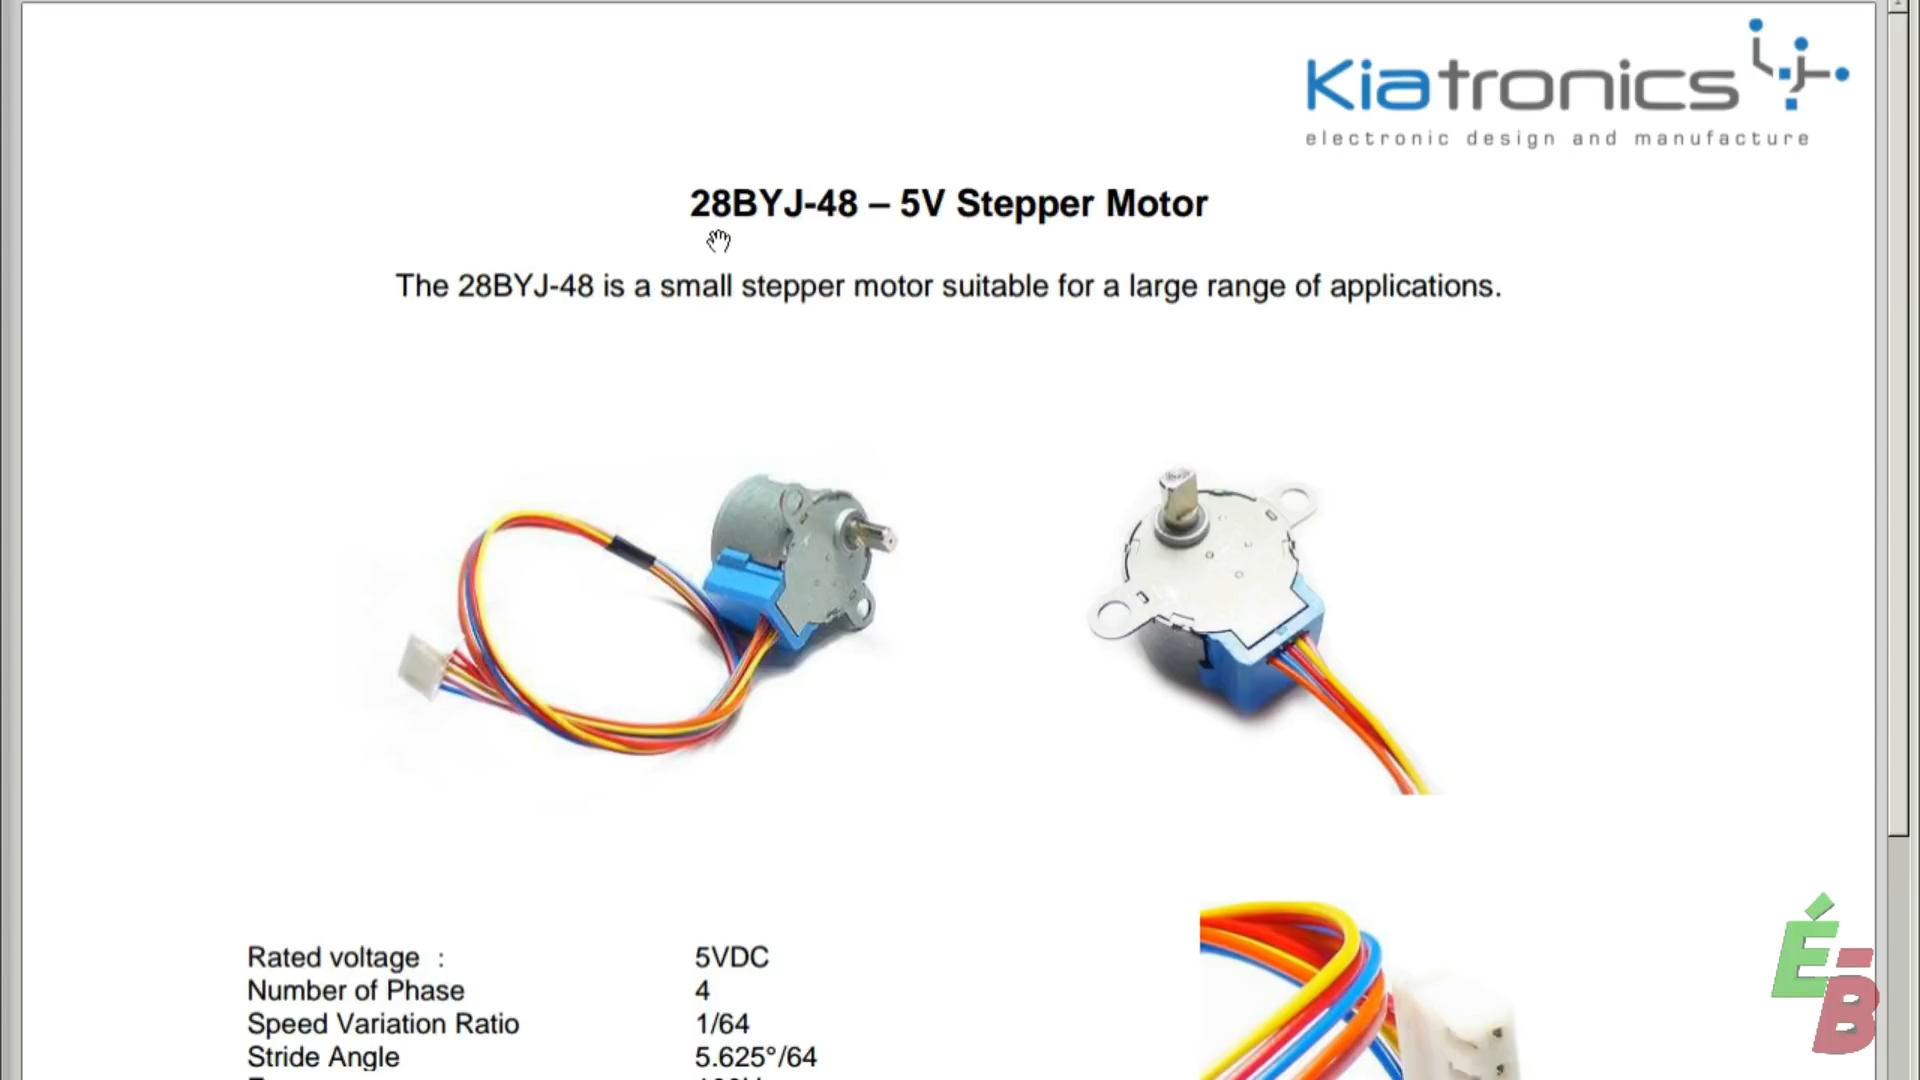 Kiatronics
electronic design and manufacture
28BYJ-48 – 5V Stepper Motor
The 28BYJ-48 is a small stepper motor suitable for a large range of applications.
Rated voltage : 5VDC
Number of Phase 4
Speed Variation Ratio 1/64
Stride Angle 5.625°/64
É-B